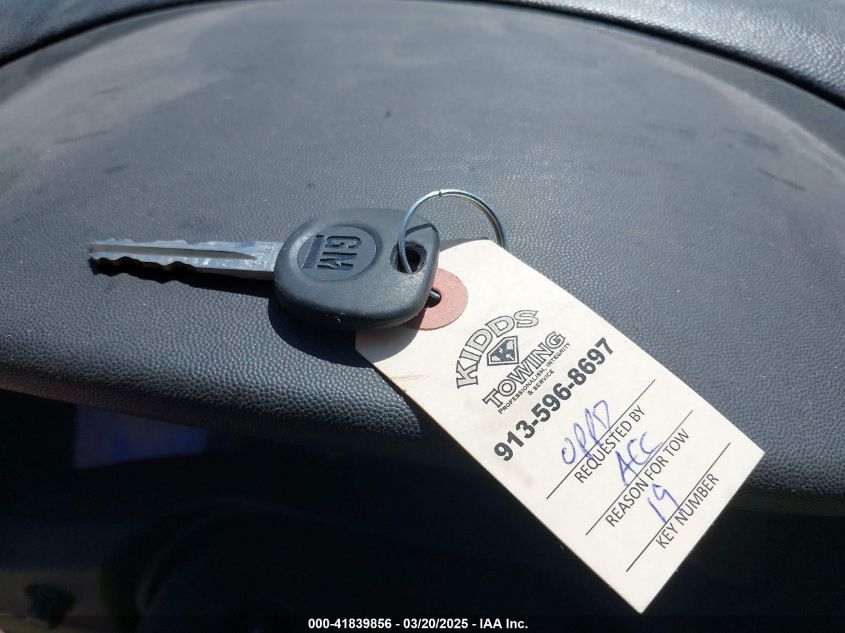 GM
KIDDS
K
TOWING
PROFESSIONALISM, INTEGRITY
& SERVICE
913-596-8697
OPPD
REQUESTED BY
ACC
REASON FOR TOW
19
KEY NUMBER
000-41839856 / 03/20/2025 - IAA Inc.